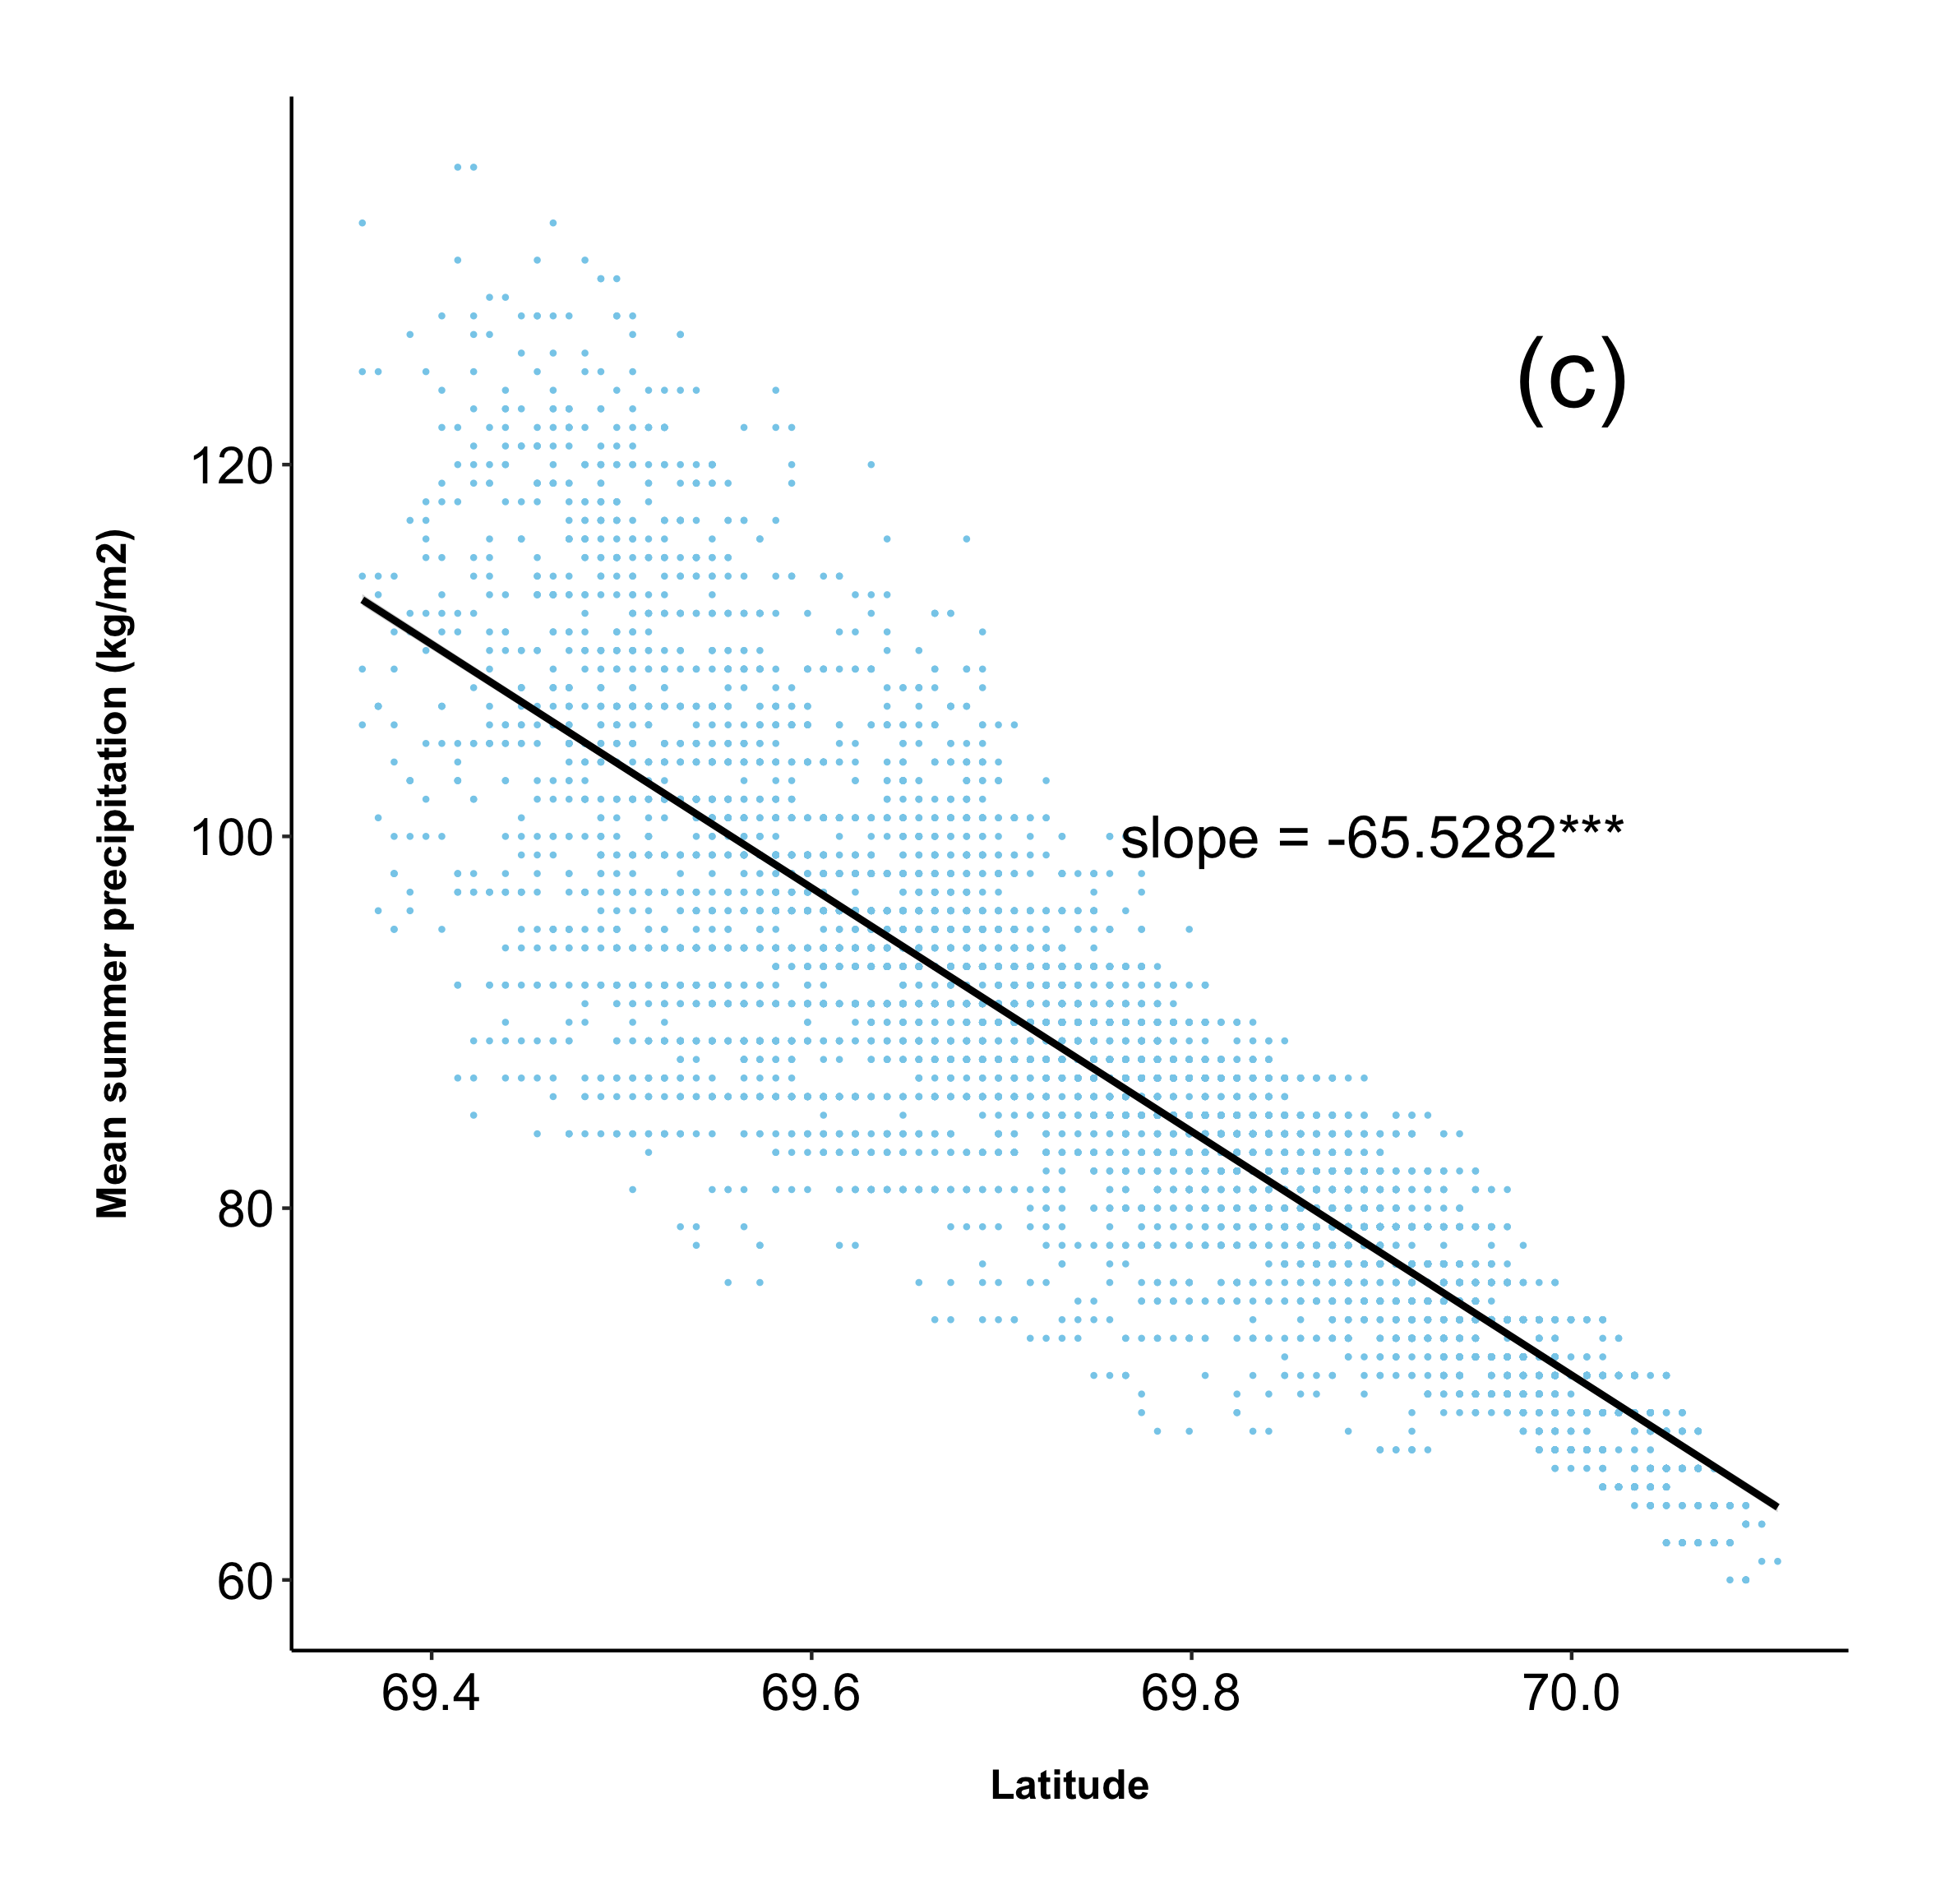 (c)
120
slope = -65.5282***
100
80
60
Mean summer precipitation (kg/m2)
69.4 69.6 69.8 70.0
Latitude